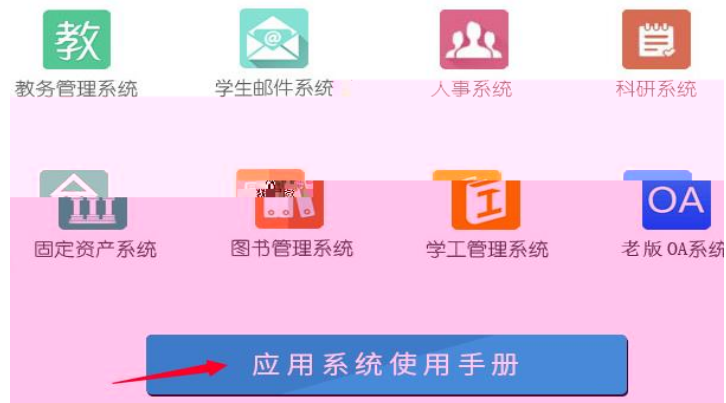 教
教务管理系统 学生邮件系统 人事系统 科研系统
OA
固定资产系统 图书管理系统 学工管理系统 老版 OA系统
应用系统使用手册